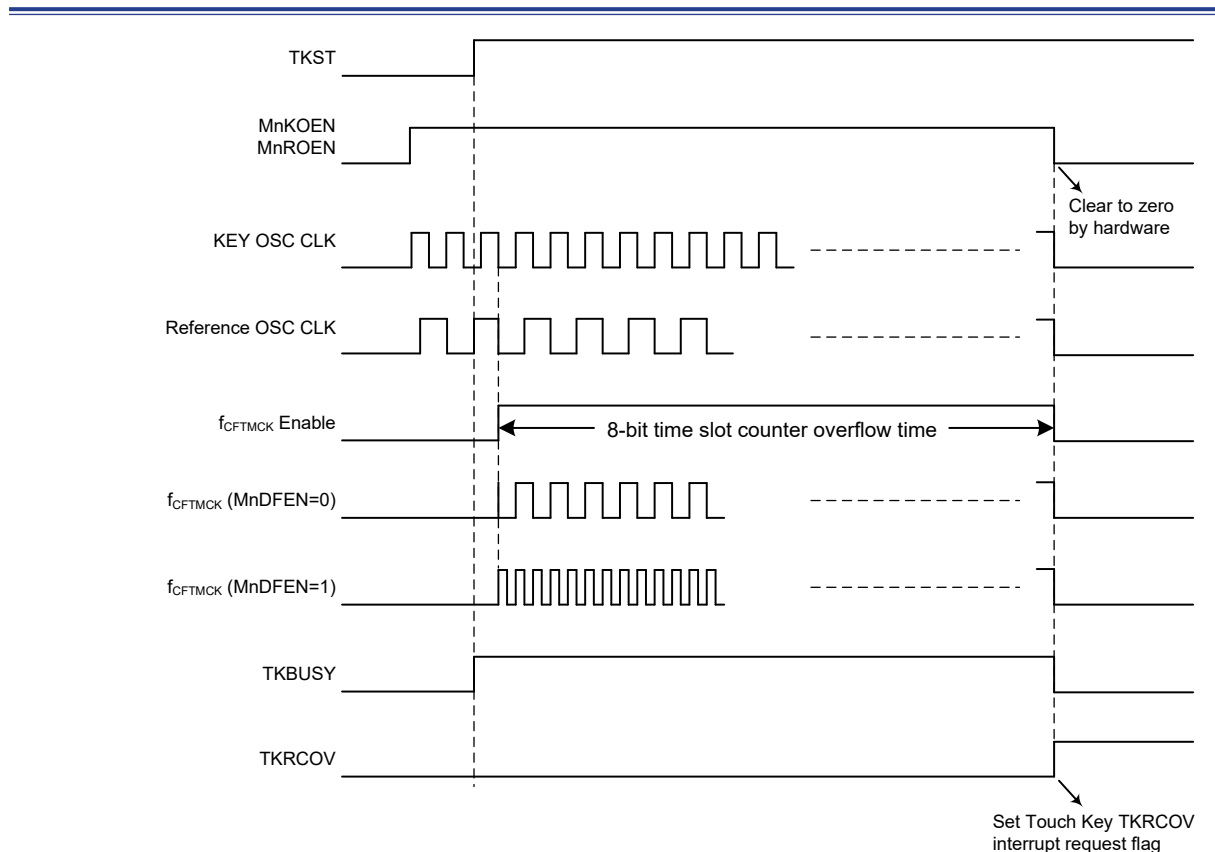 TKST
MnKOEN
MnROEN
Clear to zero
by hardware
KEY OSC CLK
Reference OSC CLK
fCFTMCK Enable
8-bit time slot counter overflow time
fCFTMCK (MnDFEN=0)
fCFTMCK (MnDFEN=1)
TKBUSY
TKRCOV
Set Touch Key TKRCOV
interrupt request flag